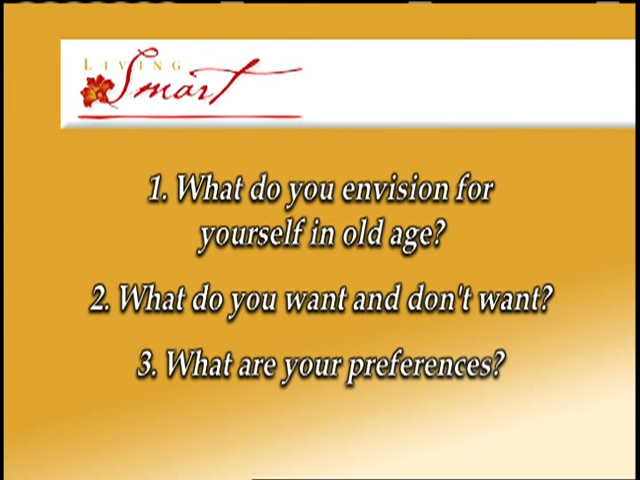 LIVING
Smart
1. What do you envision for
yourself in old age?
2. What do you want and don't want?
3. What are your preferences?